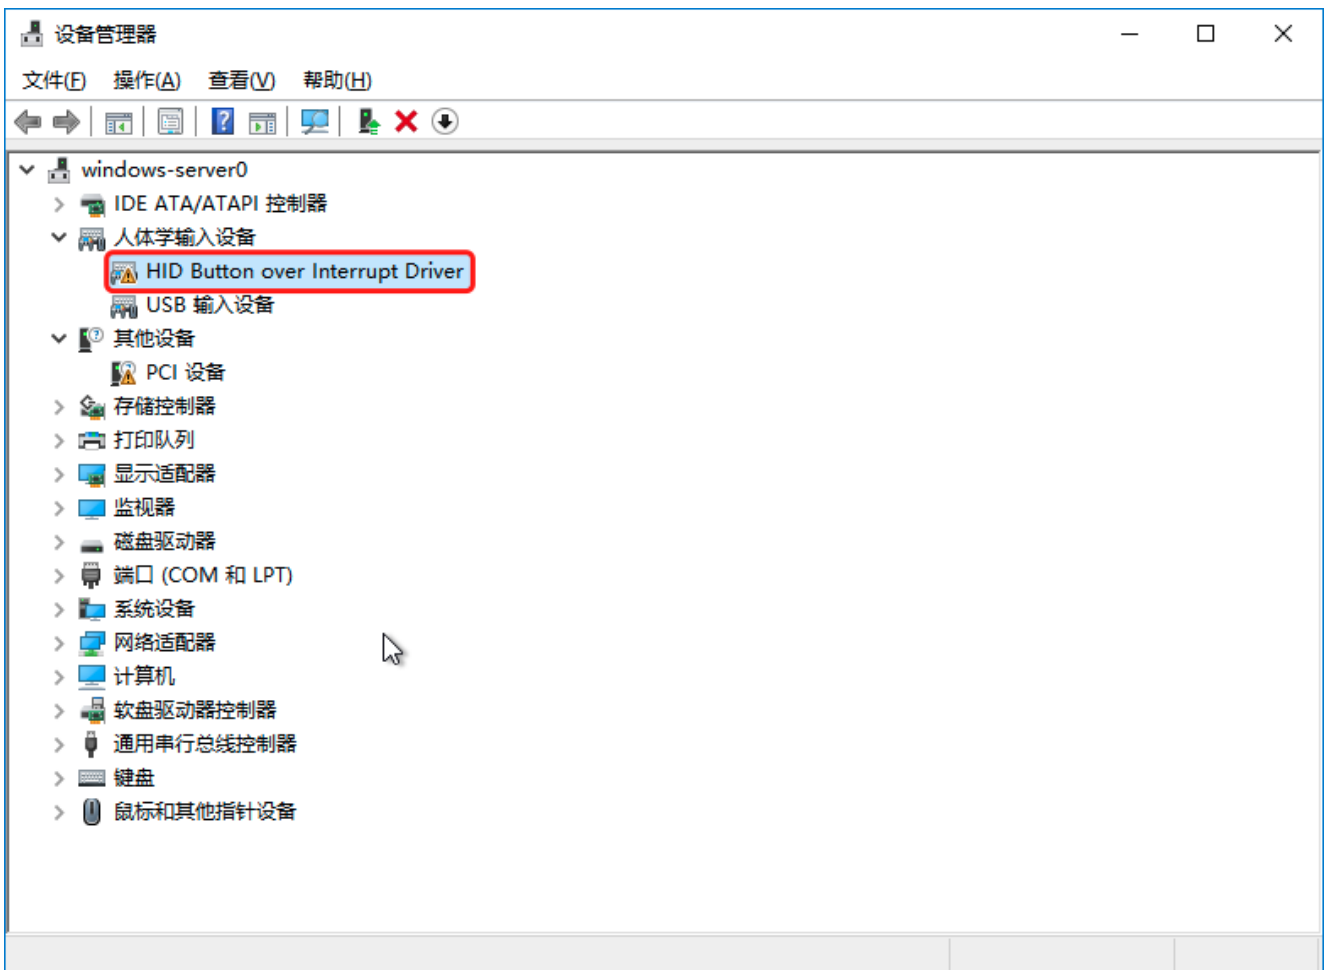 设备管理器
文件(F) 操作(A) 查看(V) 帮助(H)
windows-server0
IDE ATA/ATAPI 控制器
人体学输入设备
HID Button over Interrupt Driver
USB 输入设备
其他设备
PCI 设备
存储控制器
打印队列
显示适配器
监视器
磁盘驱动器
端口 (COM 和 LPT)
系统设备
网络适配器
计算机
软盘驱动器控制器
通用串行总线控制器
键盘
鼠标和其他指针设备